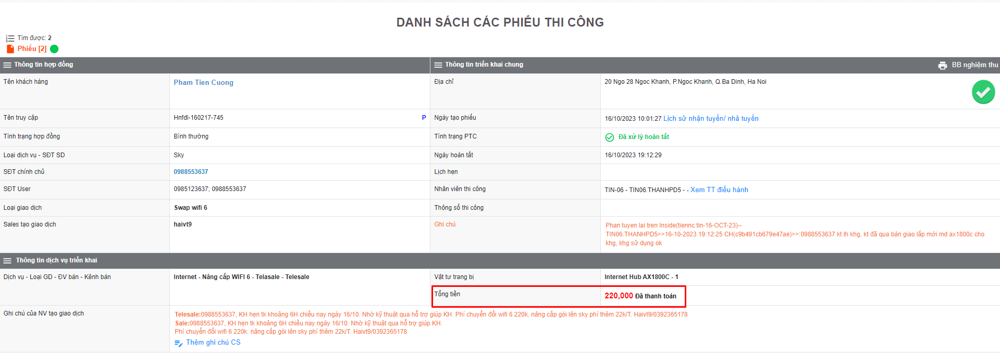 DANH SÁCH CÁC PHIẾU THI CÔNG
Tìm được: 2
Phiếu [2]
Thông tin hợp đồng
Thông tin triển khai chung
BB nghiệm thu
Tên khách hàng
Pham Tien Cuong
Địa chỉ
20 Ngo 28 Ngoc Khanh, P.Ngoc Khanh, Q.Ba Dinh, Ha Noi
Tên truy cập
Hnfdl-160217-745
P
Ngày tạo phiếu
16/10/2023 10:01:27 Lịch sử nhận tuyến/ nhả tuyến
Tình trạng hợp đồng
Bình thường
Tình trạng PTC
Đã xử lý hoàn tất
Loại dịch vụ - SĐT SD
Sky
Ngày hoàn tất
16/10/2023 19:12:29
SĐT chính chủ
0988553637
Lịch hẹn
SĐT User
0985123637; 0988553637
Nhân viên thi công
TIN-06 - TIN06.THANHPD5 - - Xem TT điều hành
Loại giao dịch
Swap wifi 6
Thông số thi công
Sales tạo giao dịch
haivt9
Ghi chú
Phan tuyen lai tren Inside(tiennc.tin-16-OCT-23)--
TIN06.THANHPD5>>16-10-2023 19:12:25 CH(c9b491cb679e47ae)>>:0988553637 kt lh khg, kt đã qua bàn giao lắp mới md ax1800c cho
khg, khg sử dụng ok
Thông tin dịch vụ triển khai
Dịch vụ - Loại GD - ĐV bán - Kênh bán
Internet - Nâng cấp WIFI 6 - Telasale - Telesale
Vật tư trang bị
Internet Hub AX1800C - 1
Tổng tiền
220,000 Đã thanh toán
Ghi chú của NV tạo giao dịch
Telesale:0988553637, KH hẹn tk khoảng 6H chiều nay ngày 16/10. Nhờ kỹ thuật qua hỗ trợ giúp KH. Phí chuyển đổi wifi 6 220k. nâng cấp gói lên sky phí thêm 22k/T. Haivt9/0392365178
Sale:0988553637, KH hẹn tk khoảng 6H chiều nay ngày 16/10. Nhờ kỹ thuật qua hỗ trợ giúp KH.
Phí chuyển đổi wifi 6 220k. nâng cấp gói lên sky phí thêm 22k/T. Haivt9/0392365178
Thêm ghi chú CS